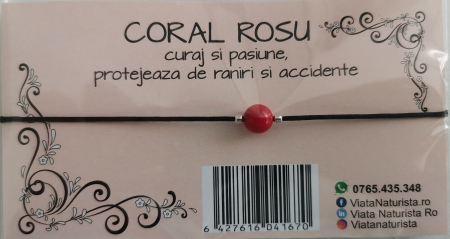 CORAL ROSU
curaj si pasiune,
protejeaza de raniri si accidente
0765.435.348
ViataNaturista.ro
Viata Naturista Ro
Viatanaturista
6 427616 041670